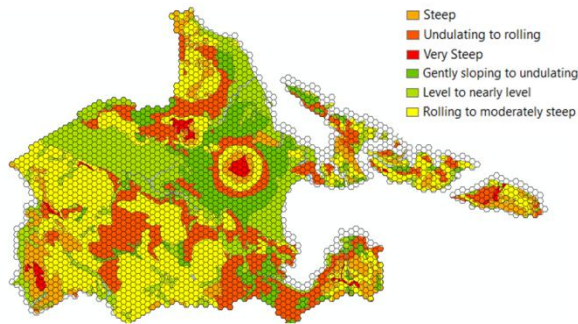 Steep
Undulating to rolling
Very Steep
Gently sloping to undulating
Level to nearly level
Rolling to moderately steep